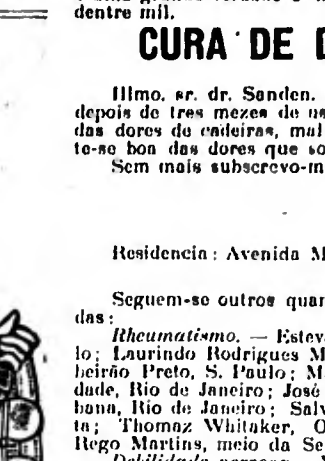 dentre mil.
CURA DE D
Illmo. sr. dr. Sanden.
depois de tres mezes de us
das dores de cadeiras, mal
te-se boa das dores que so
Sem mais subscrevo-m
Residencia: Avenida M
Seguem-se outros quar
das:
Rheumatismo. — Estev
lo; Laurindo Rodrigues M
beirão Preto, S. Paulo; M
dade, Rio de Janeiro; José
bana, Rio de Janeiro; Salv
ta; Thomaz Whitaker, O
Rego Martins, meio da Se